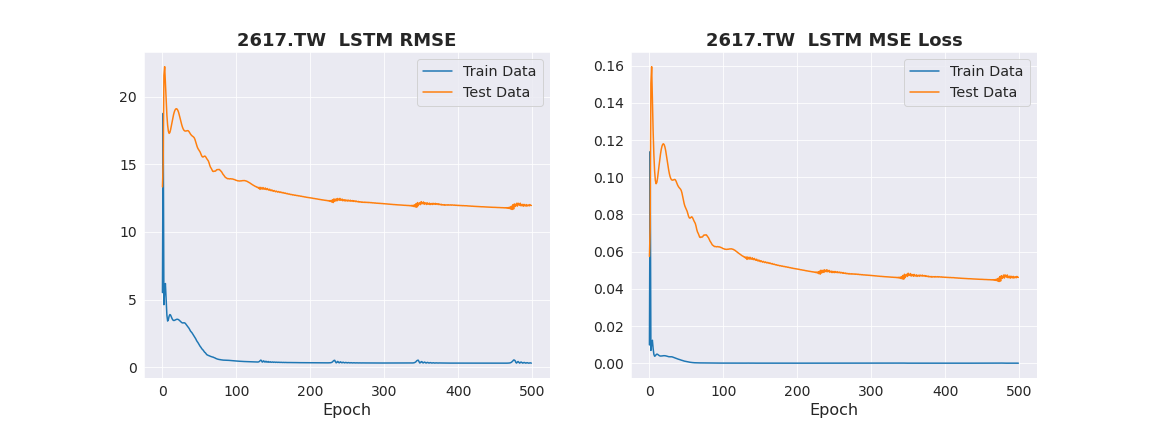 2617.TW  LSTM RMSE
Train Data
Test Data
20
15
10
5
0
0 100 200 300 400 500
Epoch
2617.TW  LSTM MSE Loss
Train Data
Test Data
0.16
0.14
0.12
0.10
0.08
0.06
0.04
0.02
0.00
0 100 200 300 400 500
Epoch